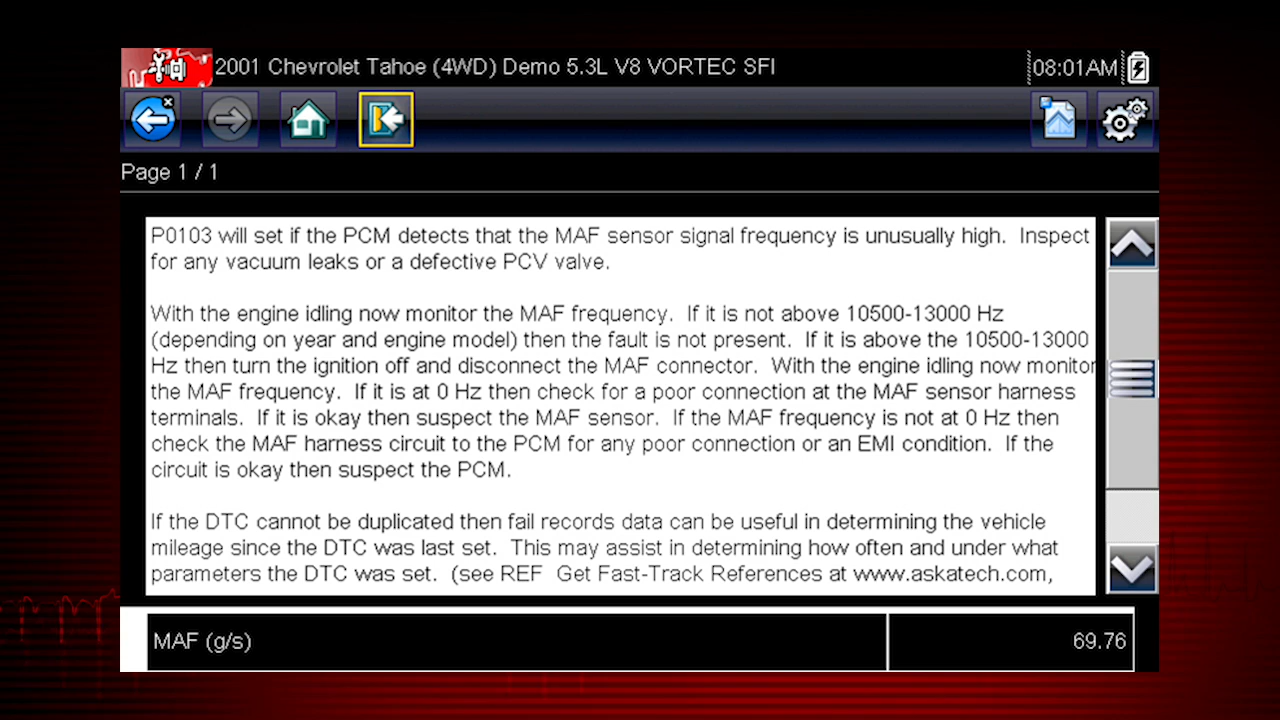 2001 Chevrolet Tahoe (4WD) Demo 5.3L V8 VORTEC SFI
08:01AM
Page 1 / 1
P0103 will set if the PCM detects that the MAF sensor signal frequency is unusually high.  Inspect
for any vacuum leaks or a defective PCV valve.
With the engine idling now monitor the MAF frequency.  If it is not above 10500-13000 Hz
(depending on year and engine model) then the fault is not present.  If it is above the 10500-13000
Hz then turn the ignition off and disconnect the MAF connector.  With the engine idling now monitor
the MAF frequency.  If it is at 0 Hz then check for a poor connection at the MAF sensor harness
terminals.  If it is okay then suspect the MAF sensor.  If the MAF frequency is not at 0 Hz then
check the MAF harness circuit to the PCM for any poor connection or an EMI condition.  If the
circuit is okay then suspect the PCM.
If the DTC cannot be duplicated then fail records data can be useful in determining the vehicle
mileage since the DTC was last set.  This may assist in determining how often and under what
parameters the DTC was set.  (see REF  Get Fast-Track References at www.askatech.com,
MAF (g/s)
69.76